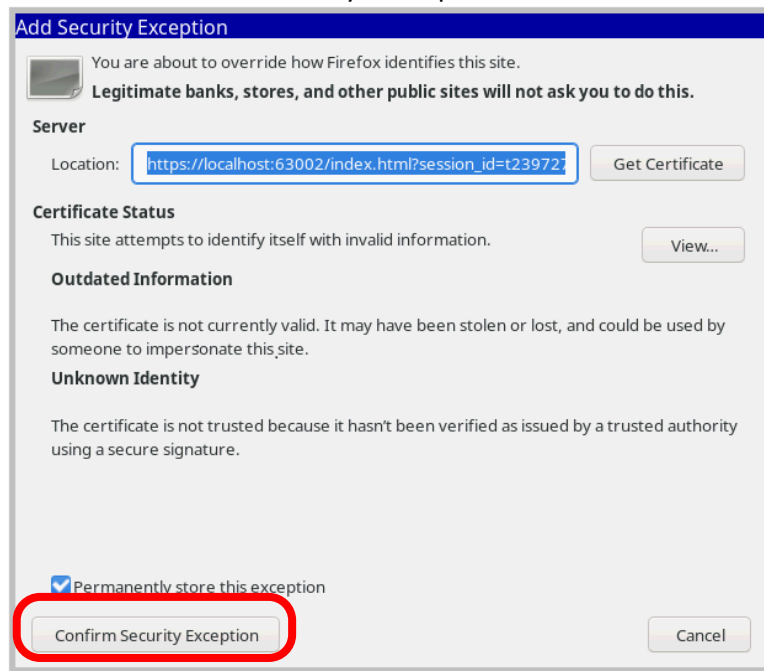 Add Security Exception
You are about to override how Firefox identifies this site.
Legitimate banks, stores, and other public sites will not ask you to do this.
Server
Location: https://localhost:63002/index.html?session_id=t239727 Get Certificate
Certificate Status
This site attempts to identify itself with invalid information. View...
Outdated Information
The certificate is not currently valid. It may have been stolen or lost, and could be used by
someone to impersonate this site.
Unknown Identity
The certificate is not trusted because it hasn't been verified as issued by a trusted authority
using a secure signature.
Permanently store this exception
Confirm Security Exception Cancel